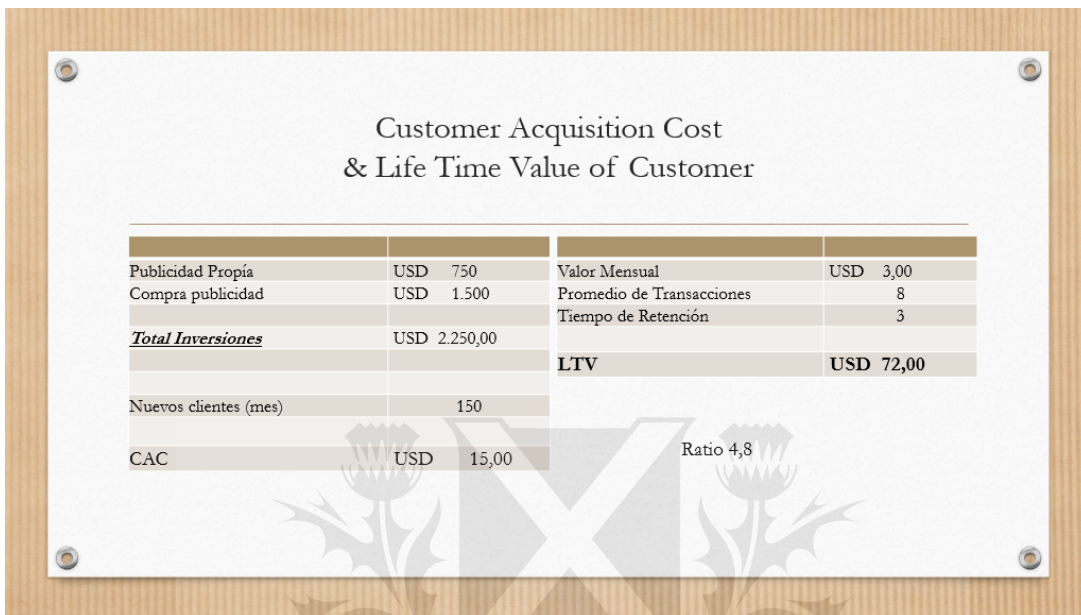 Customer Acquisition Cost
& Life Time Value of Customer
Publicidad Propía USD 750
Compra publicidad USD 1.500
Total Inversiones USD 2.250,00
Nuevos clientes (mes) 150
CAC USD 15,00
Valor Mensual USD 3,00
Promedio de Transacciones 8
Tiempo de Retención 3
LTV USD 72,00
Ratio 4,8